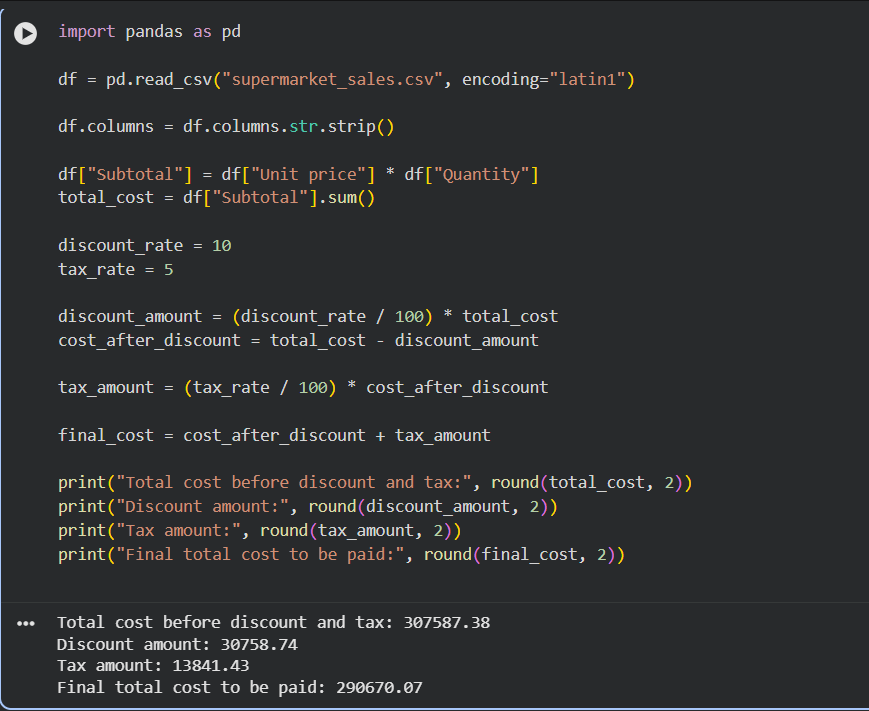 import pandas as pd
df = pd.read_csv("supermarket_sales.csv", encoding="latin1")
df.columns = df.columns.str.strip()
df["Subtotal"] = df["Unit price"] * df["Quantity"]
total_cost = df["Subtotal"].sum()
discount_rate = 10
tax_rate = 5
discount_amount = (discount_rate / 100) * total_cost
cost_after_discount = total_cost - discount_amount
tax_amount = (tax_rate / 100) * cost_after_discount
final_cost = cost_after_discount + tax_amount
print("Total cost before discount and tax:", round(total_cost, 2))
print("Discount amount:", round(discount_amount, 2))
print("Tax amount:", round(tax_amount, 2))
print("Final total cost to be paid:", round(final_cost, 2))
Total cost before discount and tax: 307587.38
Discount amount: 30758.74
Tax amount: 13841.43
Final total cost to be paid: 290670.07